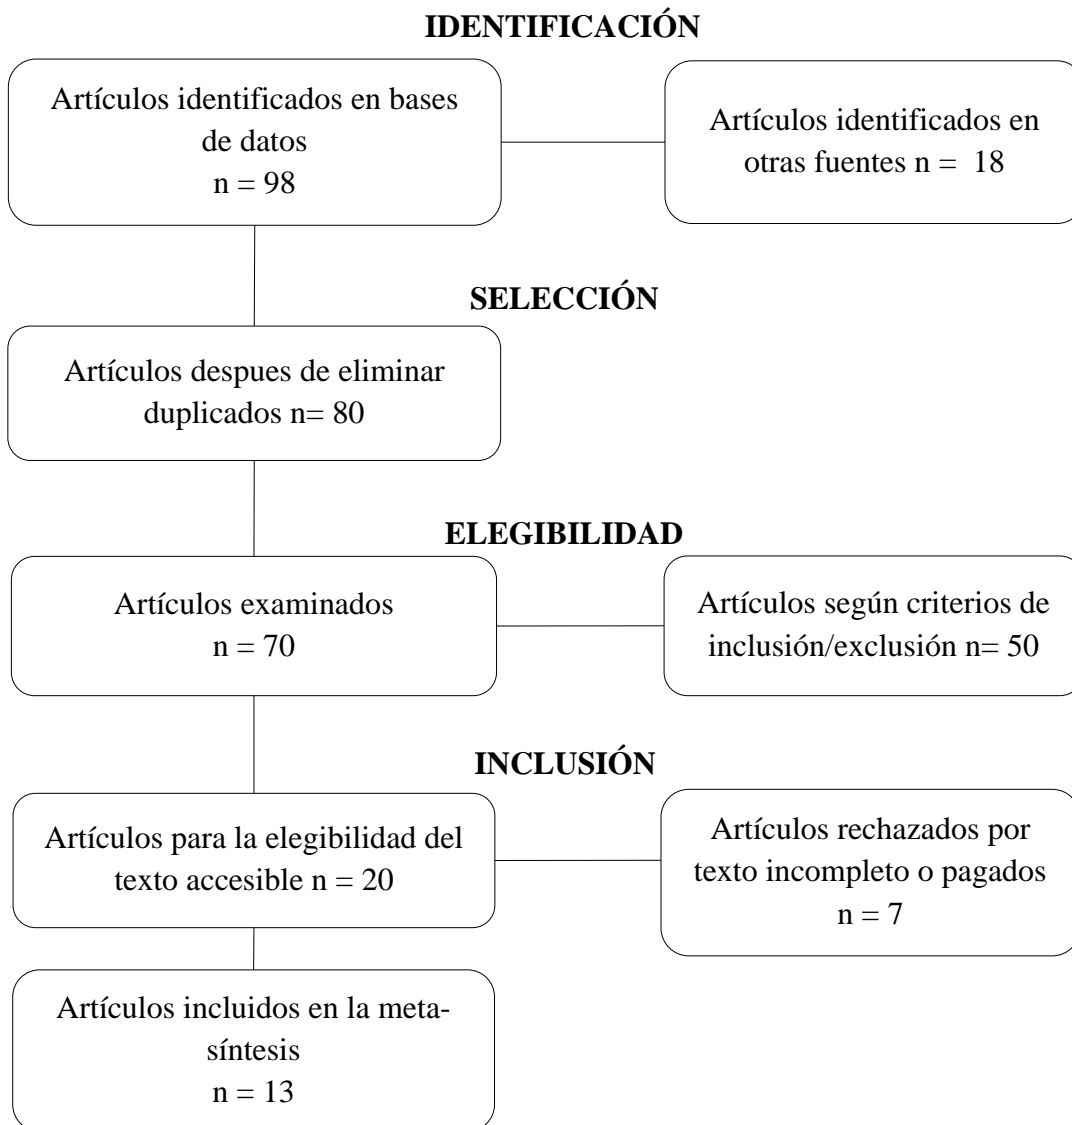 IDENTIFICACIÓN
Artículos identificados en bases
de datos
n = 98
Artículos identificados en
otras fuentes n = 18
SELECCIÓN
Artículos despues de eliminar
duplicados n= 80
ELEGIBILIDAD
Artículos examinados
n = 70
Artículos según criterios de
inclusión/exclusión n= 50
INCLUSIÓN
Artículos para la elegibilidad del
texto accesible n = 20
Artículos rechazados por
texto incompleto o pagados
n = 7
Artículos incluidos en la meta-
síntesis
n = 13